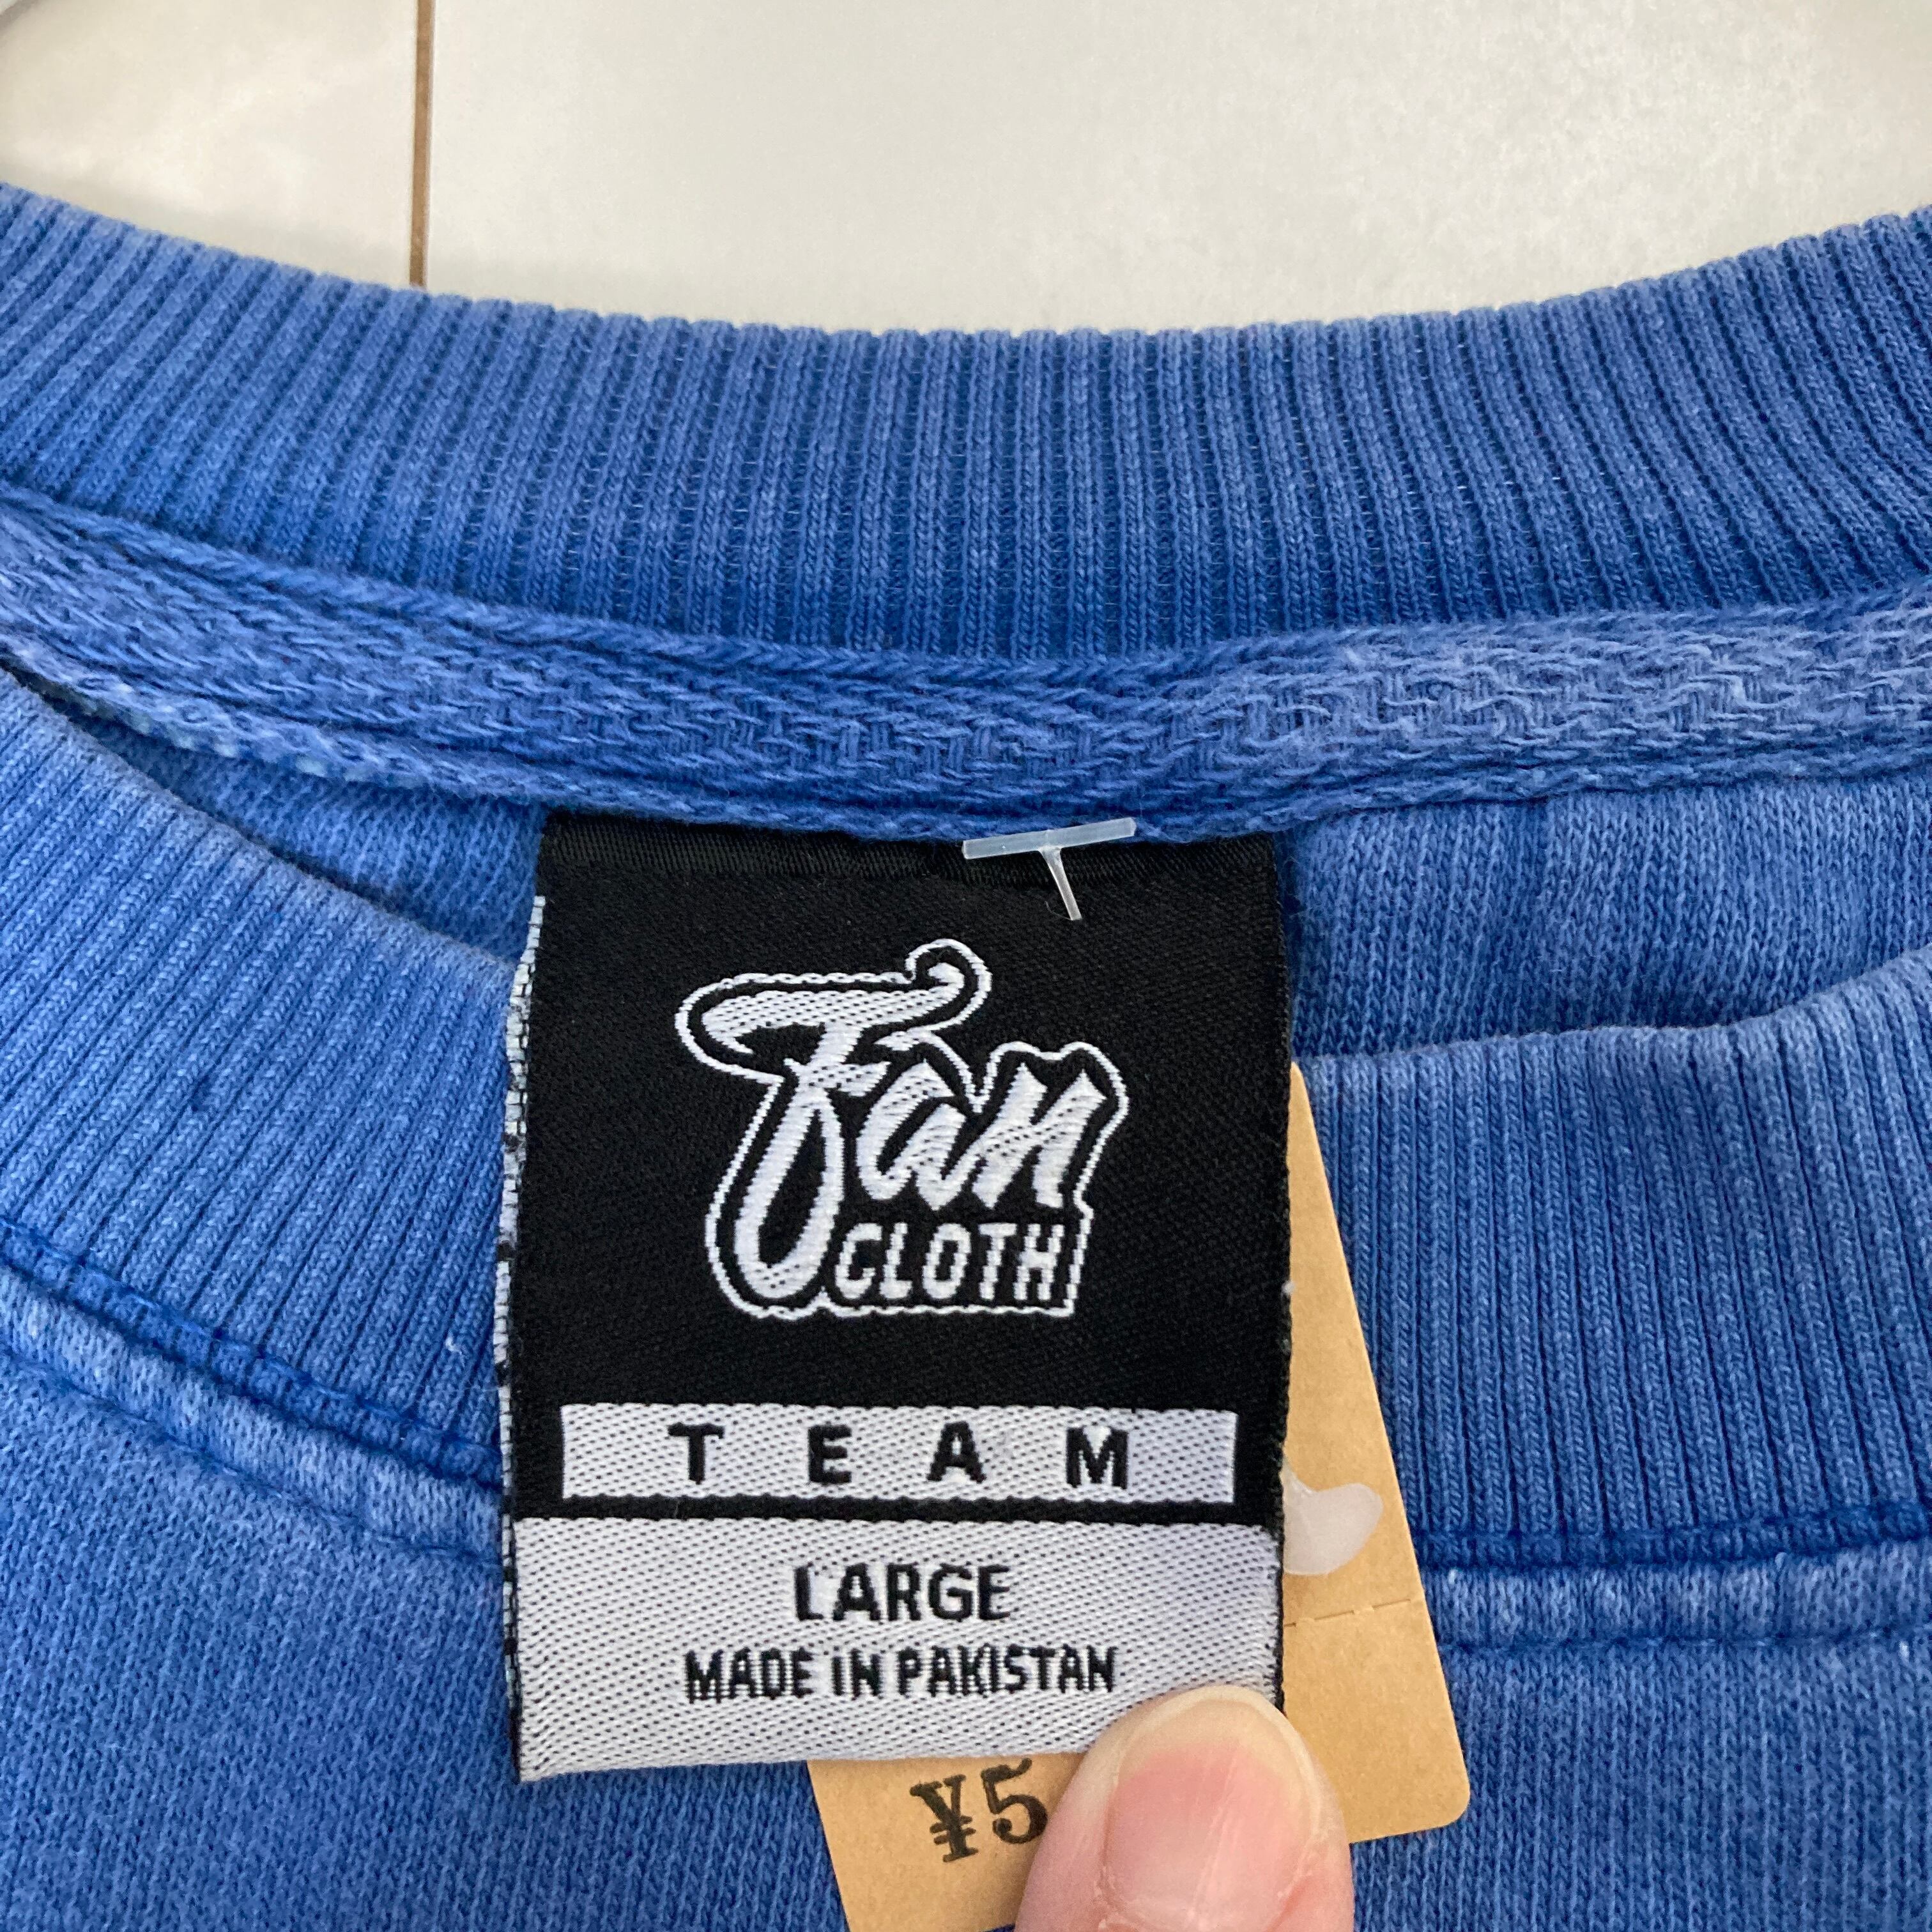 Fan
CLOTH
TEAM
LARGE
MADE IN PAKISTAN
¥5